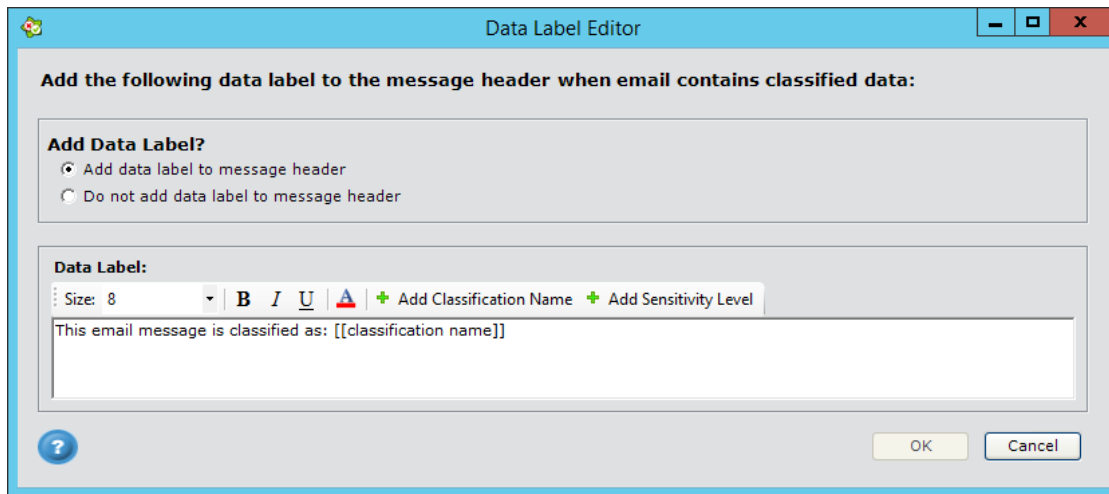 Data Label Editor
Add the following data label to the message header when email contains classified data:
Add Data Label?
Add data label to message header
Do not add data label to message header
Data Label:
Size: 8 B I U A Add Classification Name Add Sensitivity Level
This email message is classified as: [[classification name]]
? OK Cancel